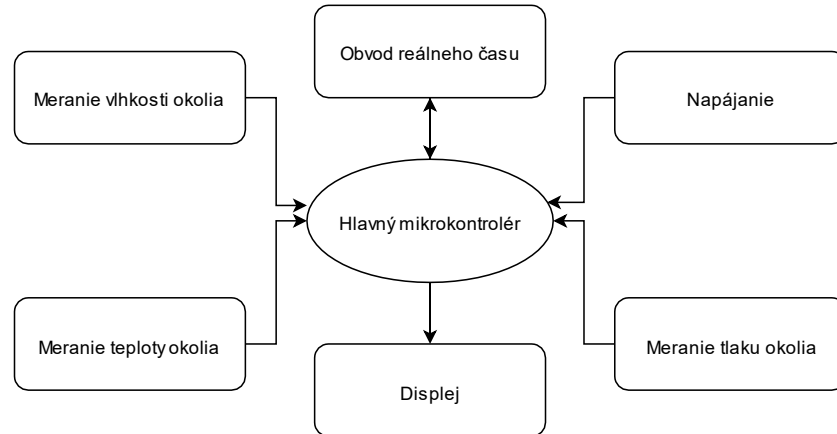 Obvod reálneho času
Meranie vlhkosti okolia
Napájanie
Hlavný mikrokontrolér
Meranie teploty okolia
Meranie tlaku okolia
Displej